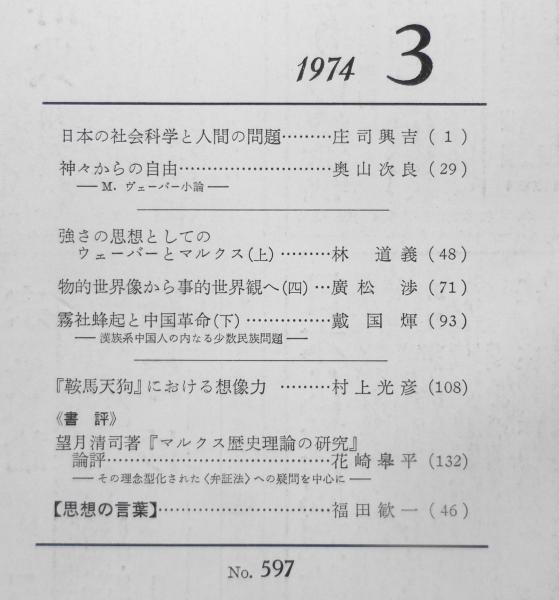 1974 3
日本の社会科学と人間の問題………庄司興吉(1)
神々からの自由………………………奥山次良(29)
── M. ヴェーバー小論 ──
強さの思想としての
ウェーバーとマルクス(上)………林 道義(48)
物的世界像から事的世界観へ(四)…廣松 渉(71)
霧社蜂起と中国革命(下)……………戴国煇(93)
── 漢族系中国人の内なる少数民族問題 ──
『鞍馬天狗』における想像力………村上光彦(108)
《書 評》
望月清司著『マルクス歴史理論の研究』
論評……………………………………花崎皋平(132)
── その理念型化された〈弁証法〉への疑問を中心に ──
【思想の言葉】…………………………福田歓一(46)
No. 597